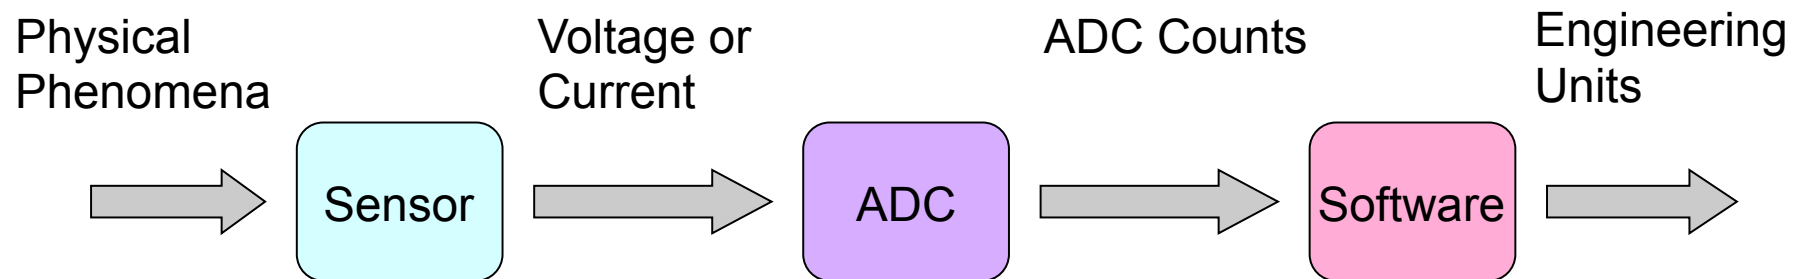 Physical
Phenomena
Voltage or
Current
ADC Counts
Engineering
Units
Sensor
ADC
Software